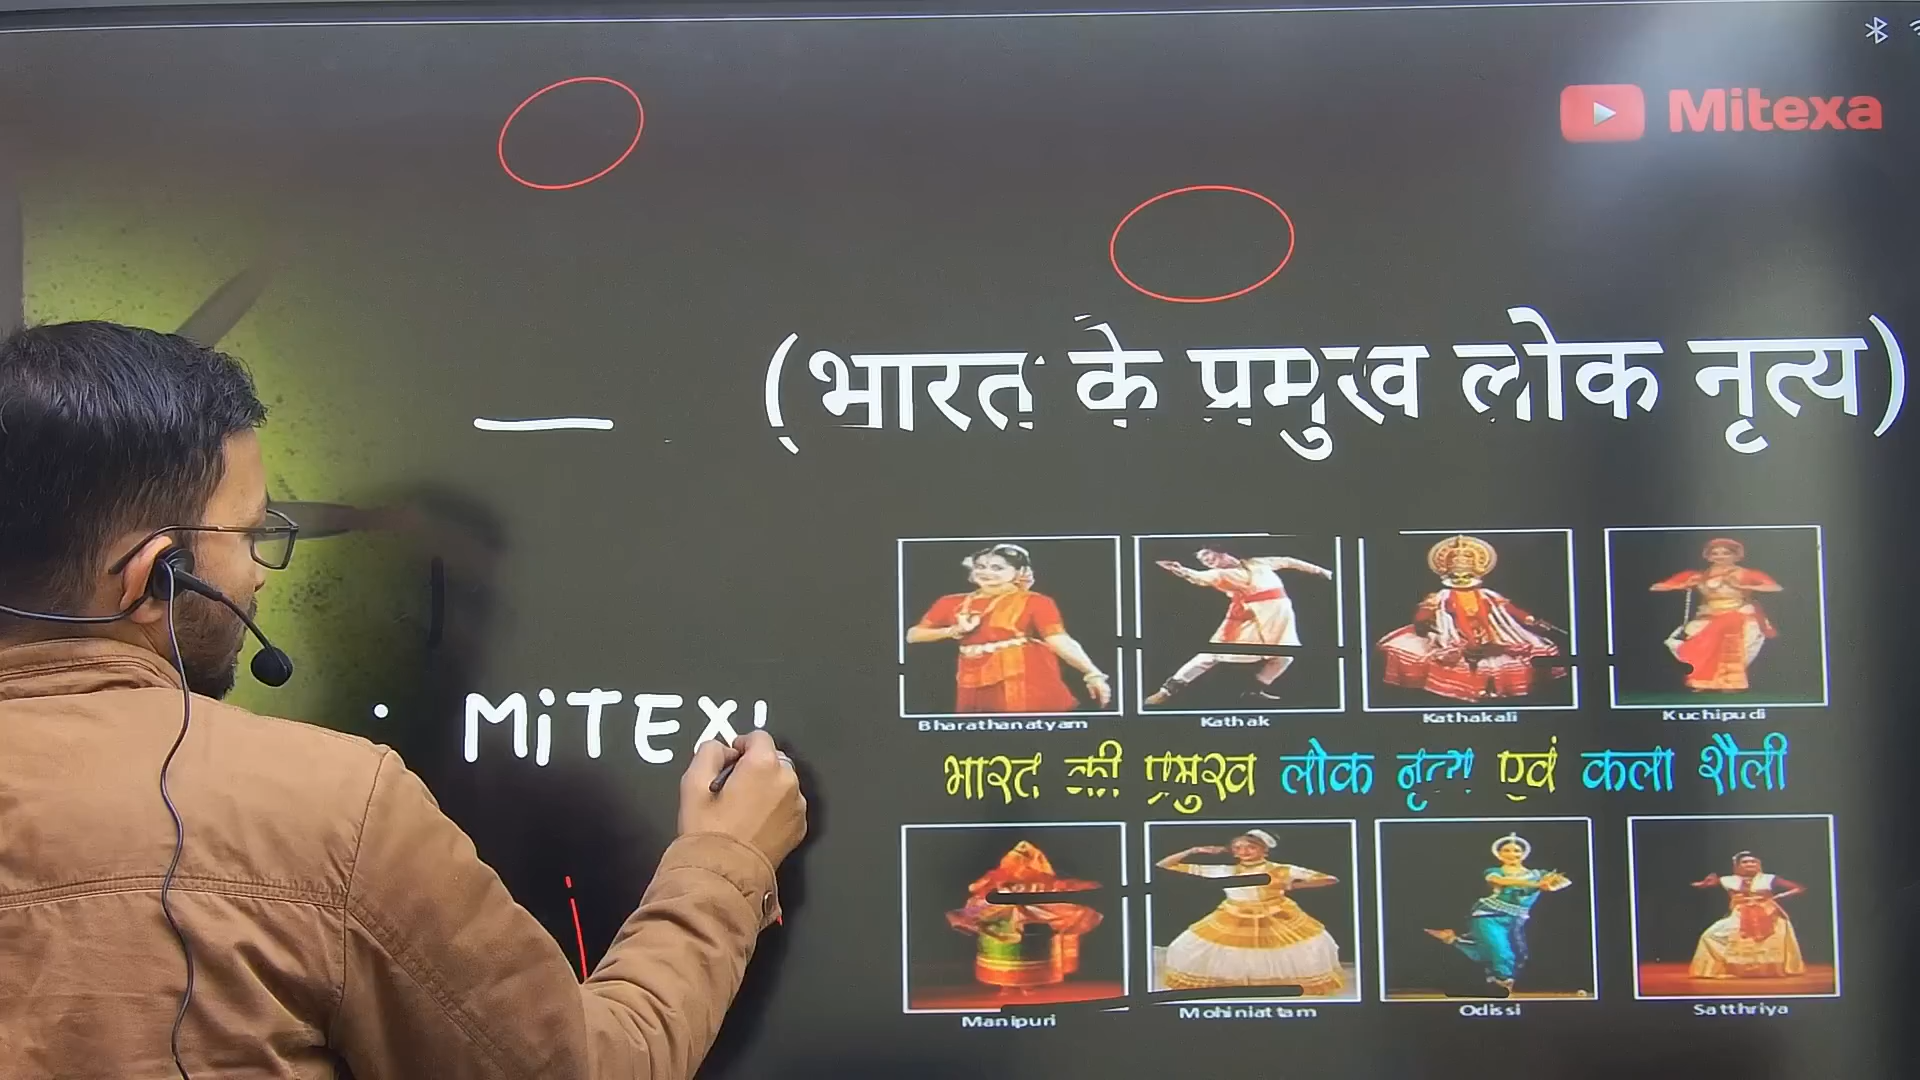 Mitexa
(भारत के प्रमुख लोक नृत्य)
MiTEX
Bharathanatyam Kathak Kathakali Kuchipudi
भारत की प्रमुख लोक नृत्य एवं कला शैली
Manipuri Mohiniattam Odissi Satthriya